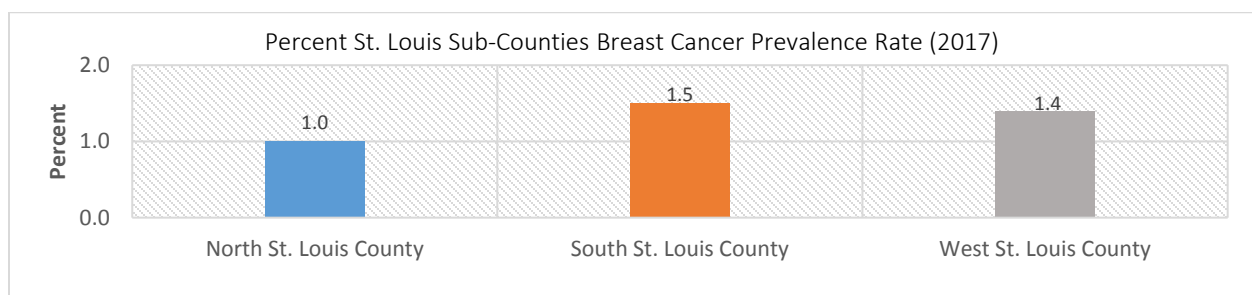 Percent St. Louis Sub-Counties Breast Cancer Prevalence Rate (2017)
2.0
1.5
1.4
1.0
1.0
0.0
Percent
North St. Louis County South St. Louis County West St. Louis County